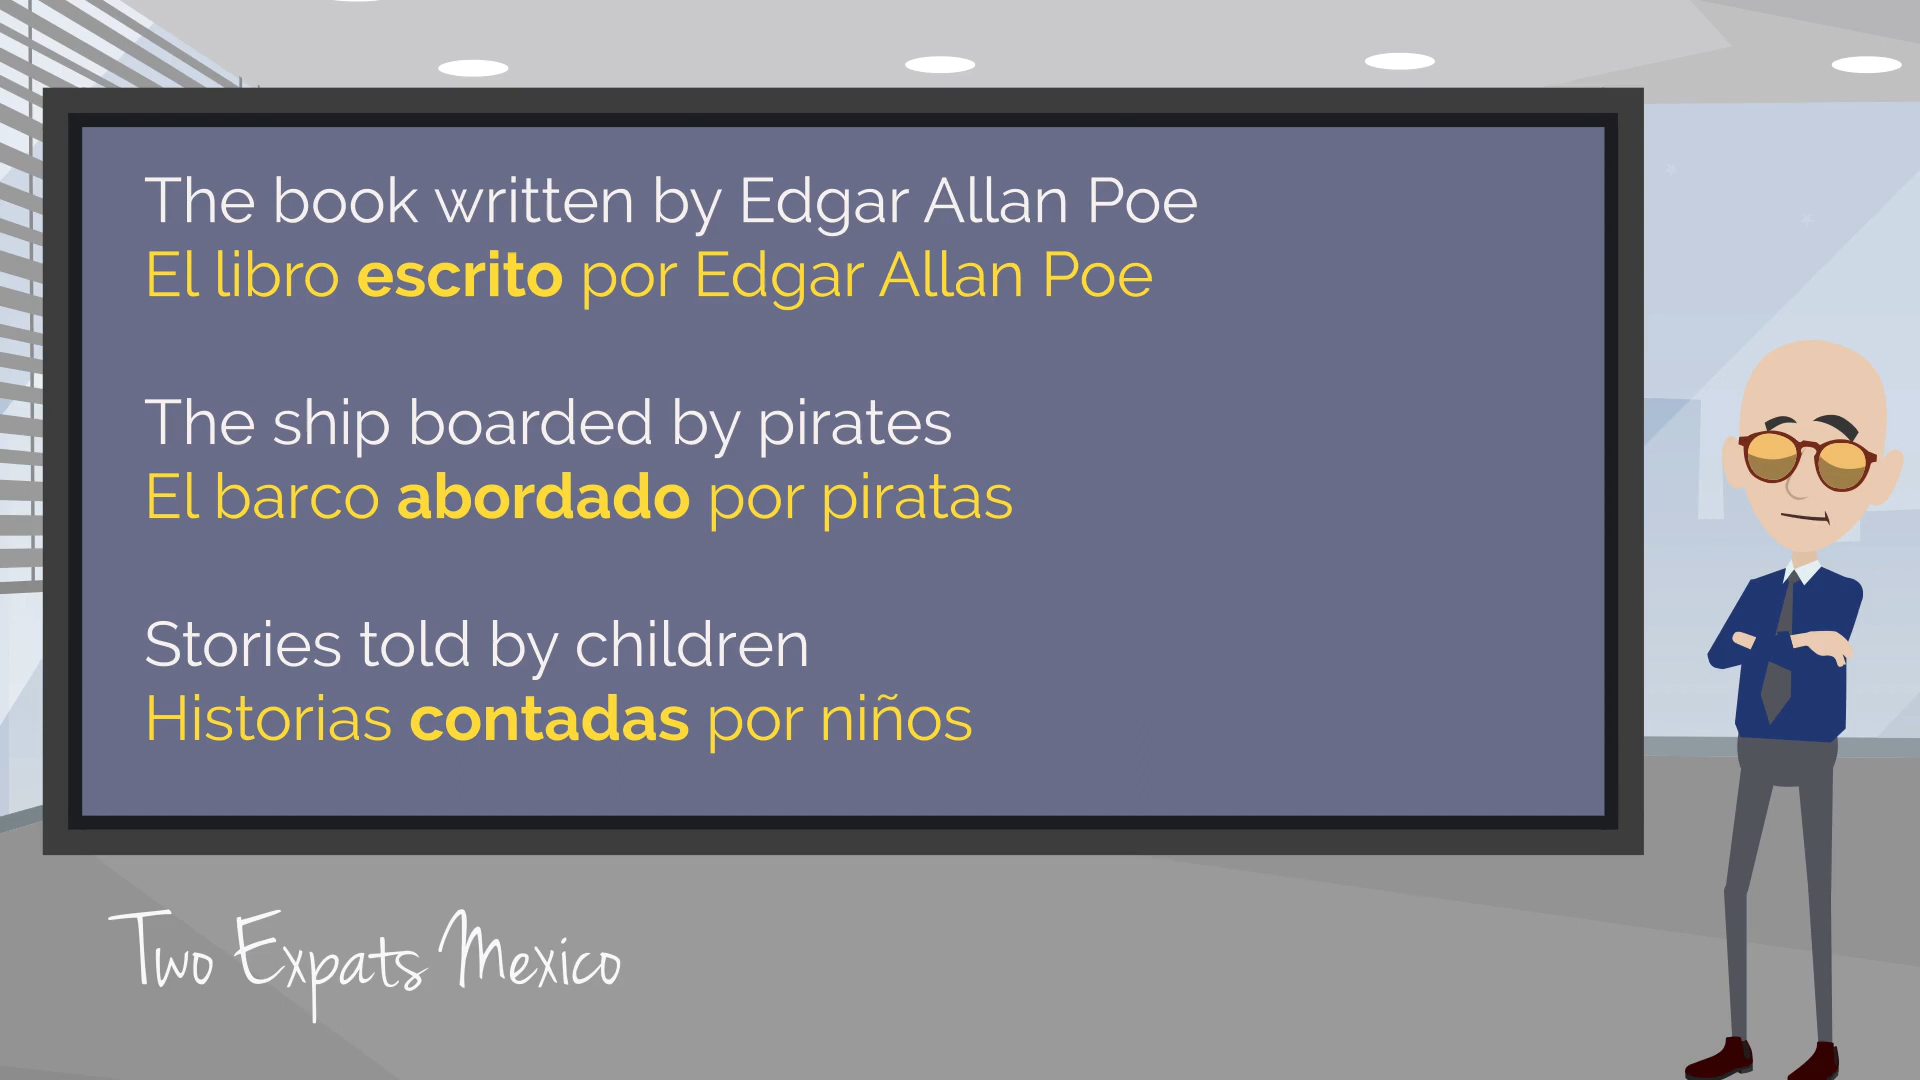 The book written by Edgar Allan Poe
El libro escrito por Edgar Allan Poe
The ship boarded by pirates
El barco abordado por piratas
Stories told by children
Historias contadas por niños
Two Expats Mexico